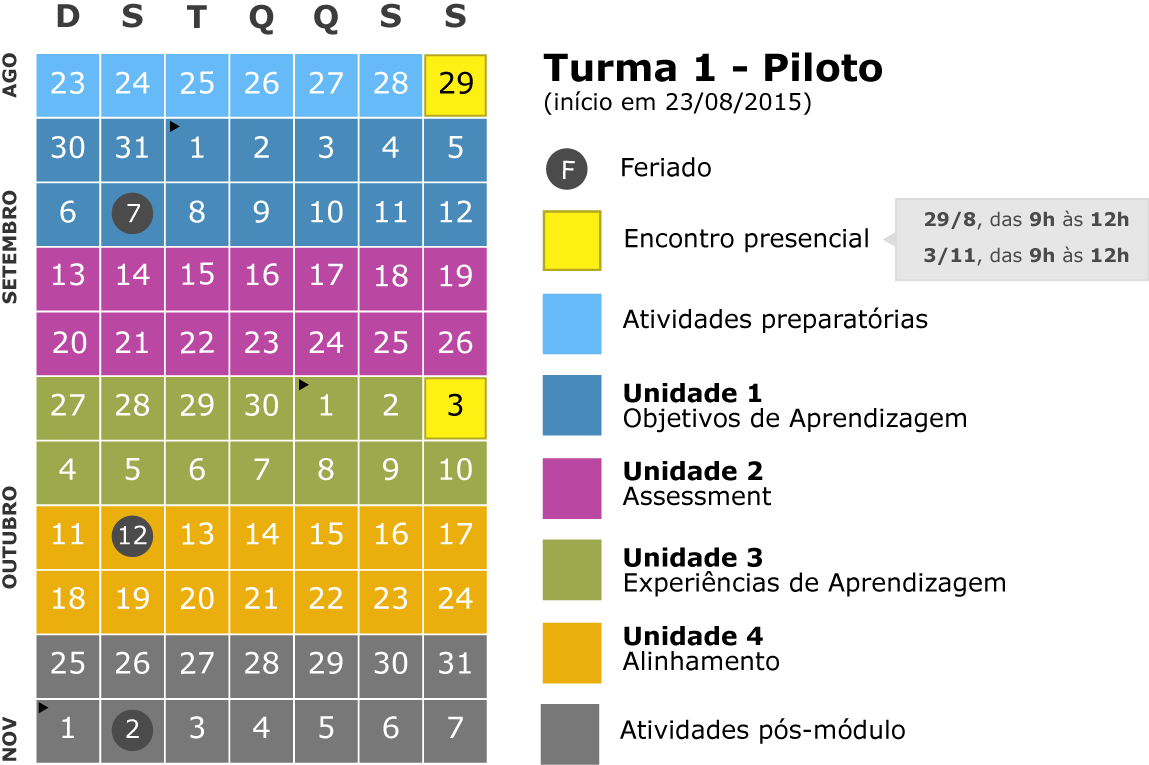 D S T Q Q S S
AGO
23 24 25 26 27 28 29
30 31 1 2 3 4 5
SETEMBRO
6 7 8 9 10 11 12
13 14 15 16 17 18 19
20 21 22 23 24 25 26
27 28 29 30 1 2 3
OUTUBRO
4 5 6 7 8 9 10
11 12 13 14 15 16 17
18 19 20 21 22 23 24
25 26 27 28 29 30 31
NOV
1 2 3 4 5 6 7
Turma 1 - Piloto
(início em 23/08/2015)
F Feriado
Encontro presencial
29/8, das 9h às 12h
3/11, das 9h às 12h
Atividades preparatórias
Unidade 1
Objetivos de Aprendizagem
Unidade 2
Assessment
Unidade 3
Experiências de Aprendizagem
Unidade 4
Alinhamento
Atividades pós-módulo